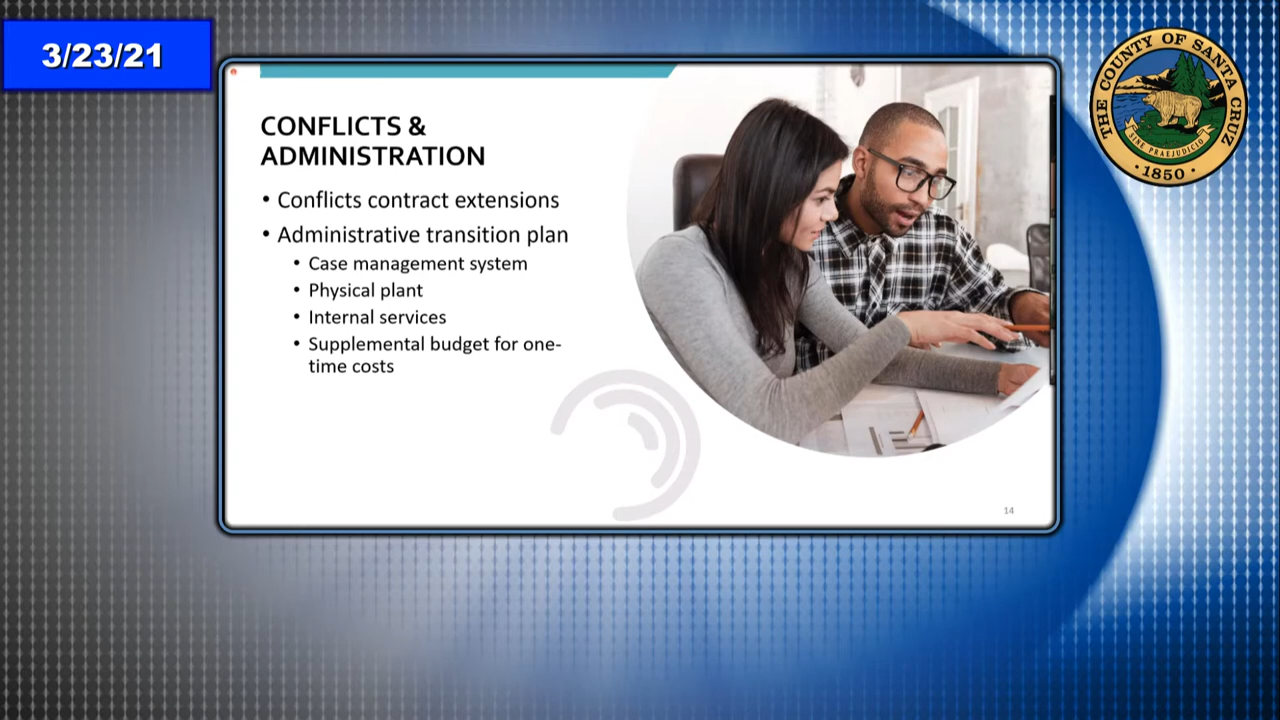 3/23/21
CONFLICTS &
ADMINISTRATION
• Conflicts contract extensions
• Administrative transition plan
• Case management system
• Physical plant
• Internal services
• Supplemental budget for one-
time costs
14
THE COUNTY OF SANTA CRUZ
SINE PRAEJUDICIO
• 1850 •